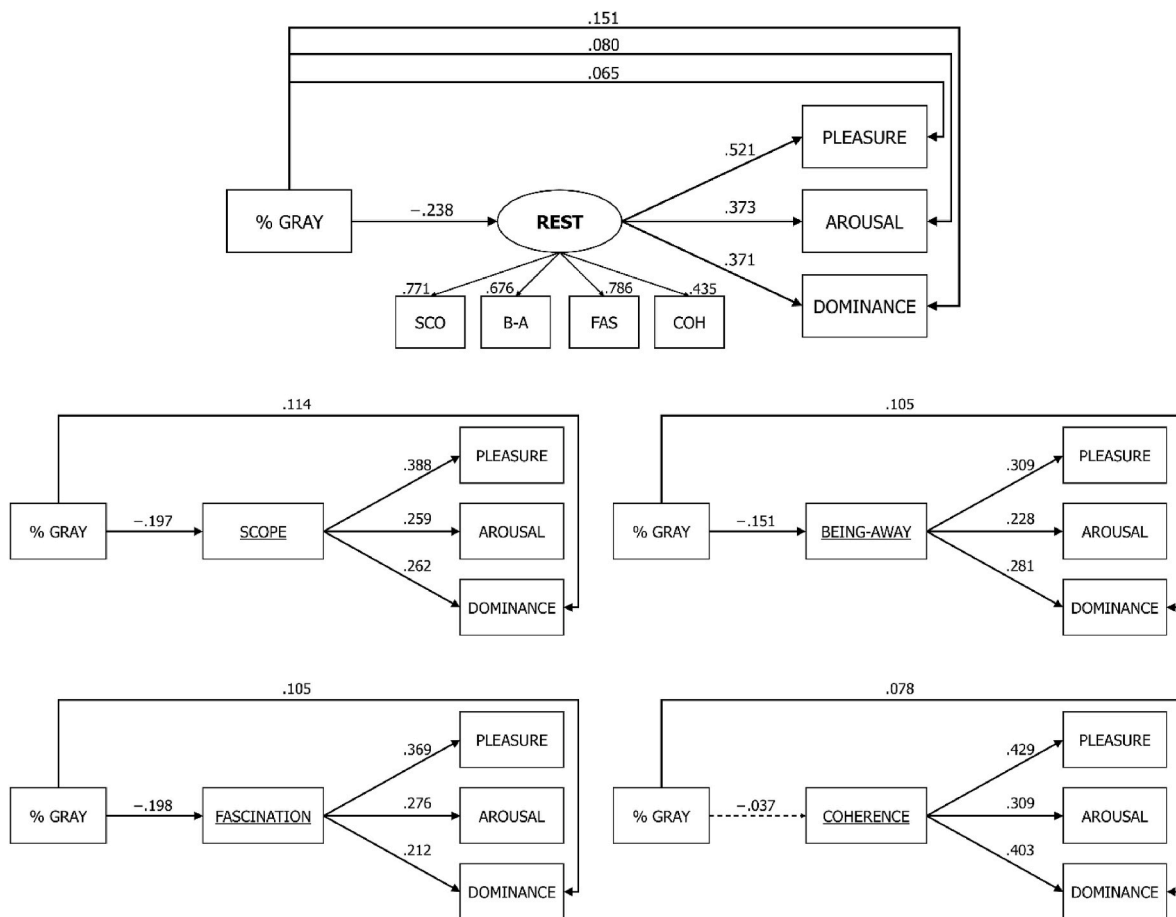 .151
.080
.065
PLEASURE
.521
% GRAY
−.238
REST
.373
AROUSAL
.371
DOMINANCE
.771
.676
.786
.435
SCO
B-A
FAS
COH
.114
PLEASURE
.388
% GRAY
−.197
SCOPE
.259
AROUSAL
.262
DOMINANCE
.105
PLEASURE
.309
% GRAY
−.151
BEING-AWAY
.228
AROUSAL
.281
DOMINANCE
.105
PLEASURE
.369
% GRAY
−.198
FASCINATION
.276
AROUSAL
.212
DOMINANCE
.078
PLEASURE
.429
% GRAY
−.037
COHERENCE
.309
AROUSAL
.403
DOMINANCE